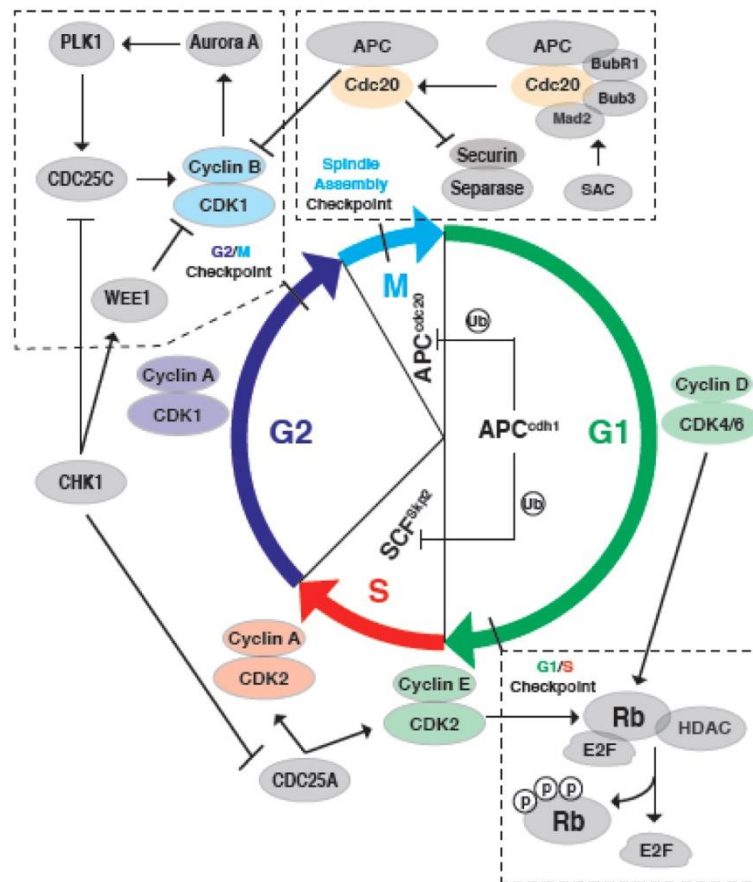 PLK1
Aurora A
CDC25C
Cyclin B
CDK1
WEE1
G2/M
Checkpoint
APC
Cdc20
APC
Cdc20
BubR1
Bub3
Mad2
SAC
Securin
Separase
Spindle
Assembly
Checkpoint
M
APCcdc20
Ub
G2
APCcdh1
G1
Ub
SCFSkp2
S
Cyclin A
CDK1
Cyclin D
CDK4/6
CHK1
Cyclin A
CDK2
Cyclin E
CDK2
CDC25A
G1/S
Checkpoint
Rb
HDAC
E2F
P P P
Rb
E2F